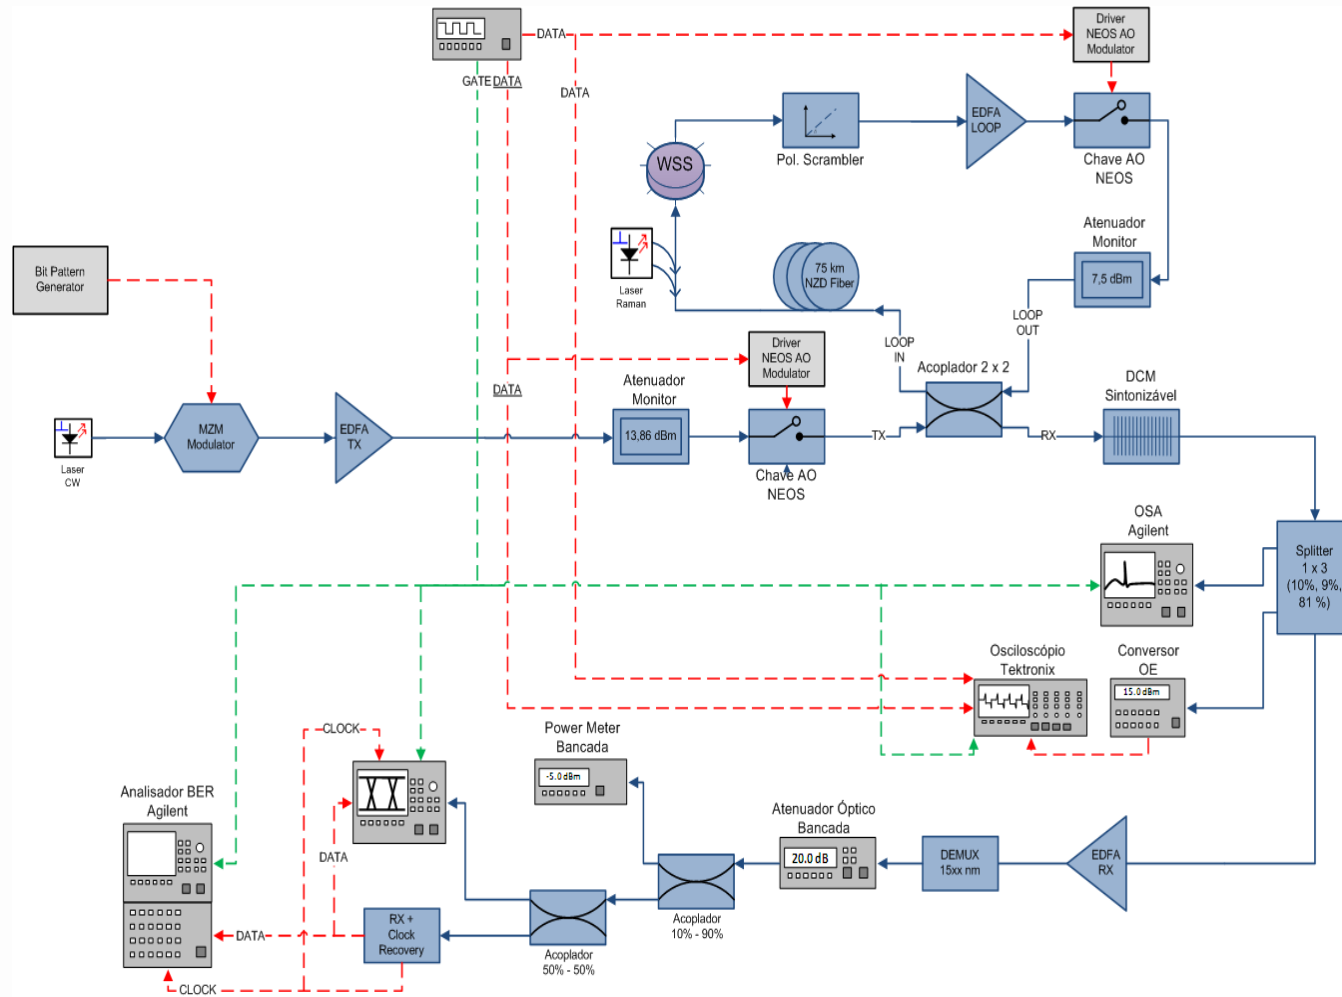 Driver
NEOS AO
Modulator
DATA
GATE
DATA
DATA
EDFA
LOOP
Pol. Scrambler
Chave AO
NEOS
WSS
Atenuador
Monitor
7,5 dBm
Bit Pattern
Generator
Laser
Raman
75 km
NZD Fiber
LOOP
OUT
LOOP
IN
Driver
NEOS AO
Modulator
Acoplador 2 x 2
DCM
Sintonizável
DATA
Atenuador
Monitor
13,86 dBm
MZM
Modulator
EDFA
TX
Laser
CW
TX
RX
Chave AO
NEOS
OSA
Agilent
Splitter
1 x 3
(10%, 9%,
81 %)
Osciloscópio
Tektronix
Conversor
OE
15.0 dBm
CLOCK
Power Meter
Bancada
-5.0 dBm
Analisador BER
Agilent
Atenuador Óptico
Bancada
20.0 dB
DEMUX
15xx nm
EDFA
RX
DATA
Acoplador
10% - 90%
RX +
Clock
Recovery
DATA
Acoplador
50% - 50%
CLOCK